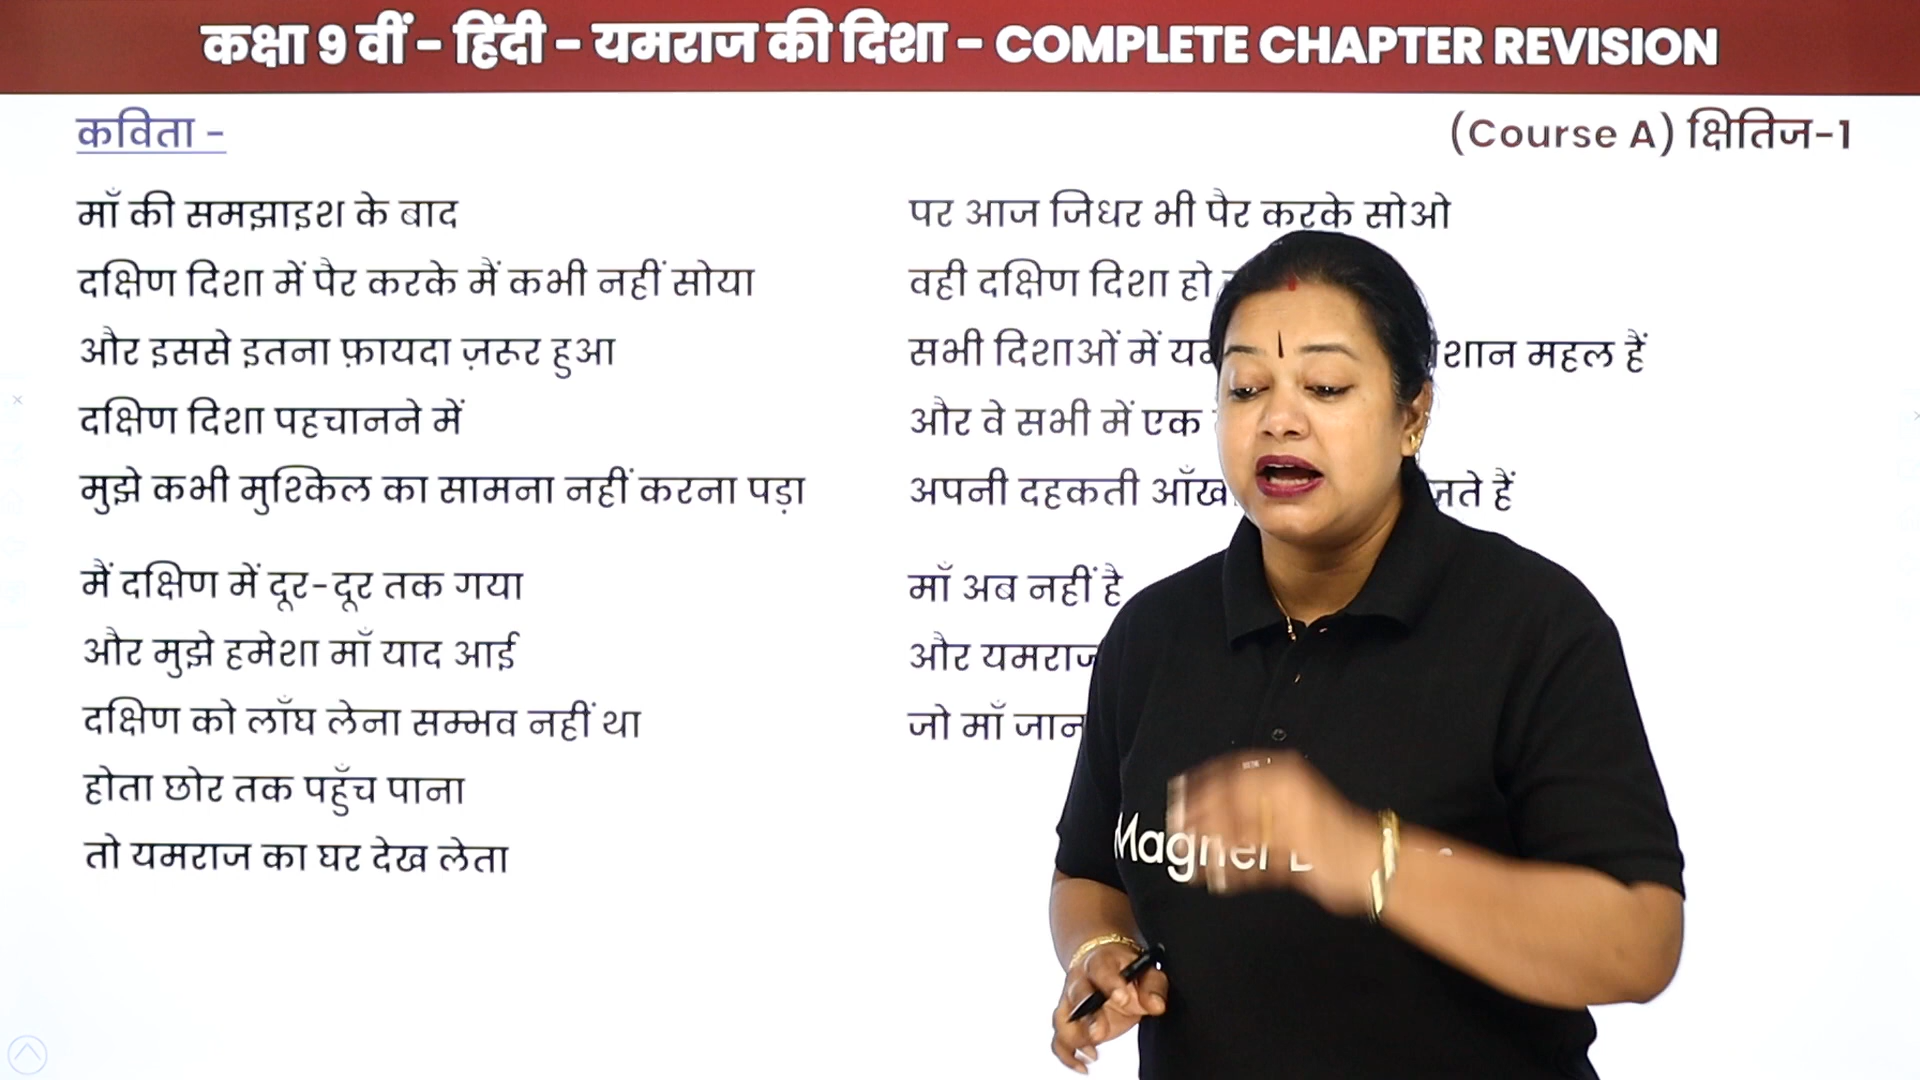 कक्षा 9 वीं - हिंदी - यमराज की दिशा - COMPLETE CHAPTER REVISION
कविता -
(Course A) क्षितिज-1
माँ की समझाइश के बाद
दक्षिण दिशा में पैर करके मैं कभी नहीं सोया
और इससे इतना फ़ायदा ज़रूर हुआ
दक्षिण दिशा पहचानने में
मुझे कभी मुश्किल का सामना नहीं करना पड़ा
मैं दक्षिण में दूर-दूर तक गया
और मुझे हमेशा माँ याद आई
दक्षिण को लाँघ लेना सम्भव नहीं था
होता छोर तक पहुँच पाना
तो यमराज का घर देख लेता
पर आज जिधर भी पैर करके सोओ
वही दक्षिण दिशा हो
सभी दिशाओं में महल हैं
और वे सभी में एक
अपनी दहकती हैं
माँ अब नहीं है
और यमराज
जो माँ